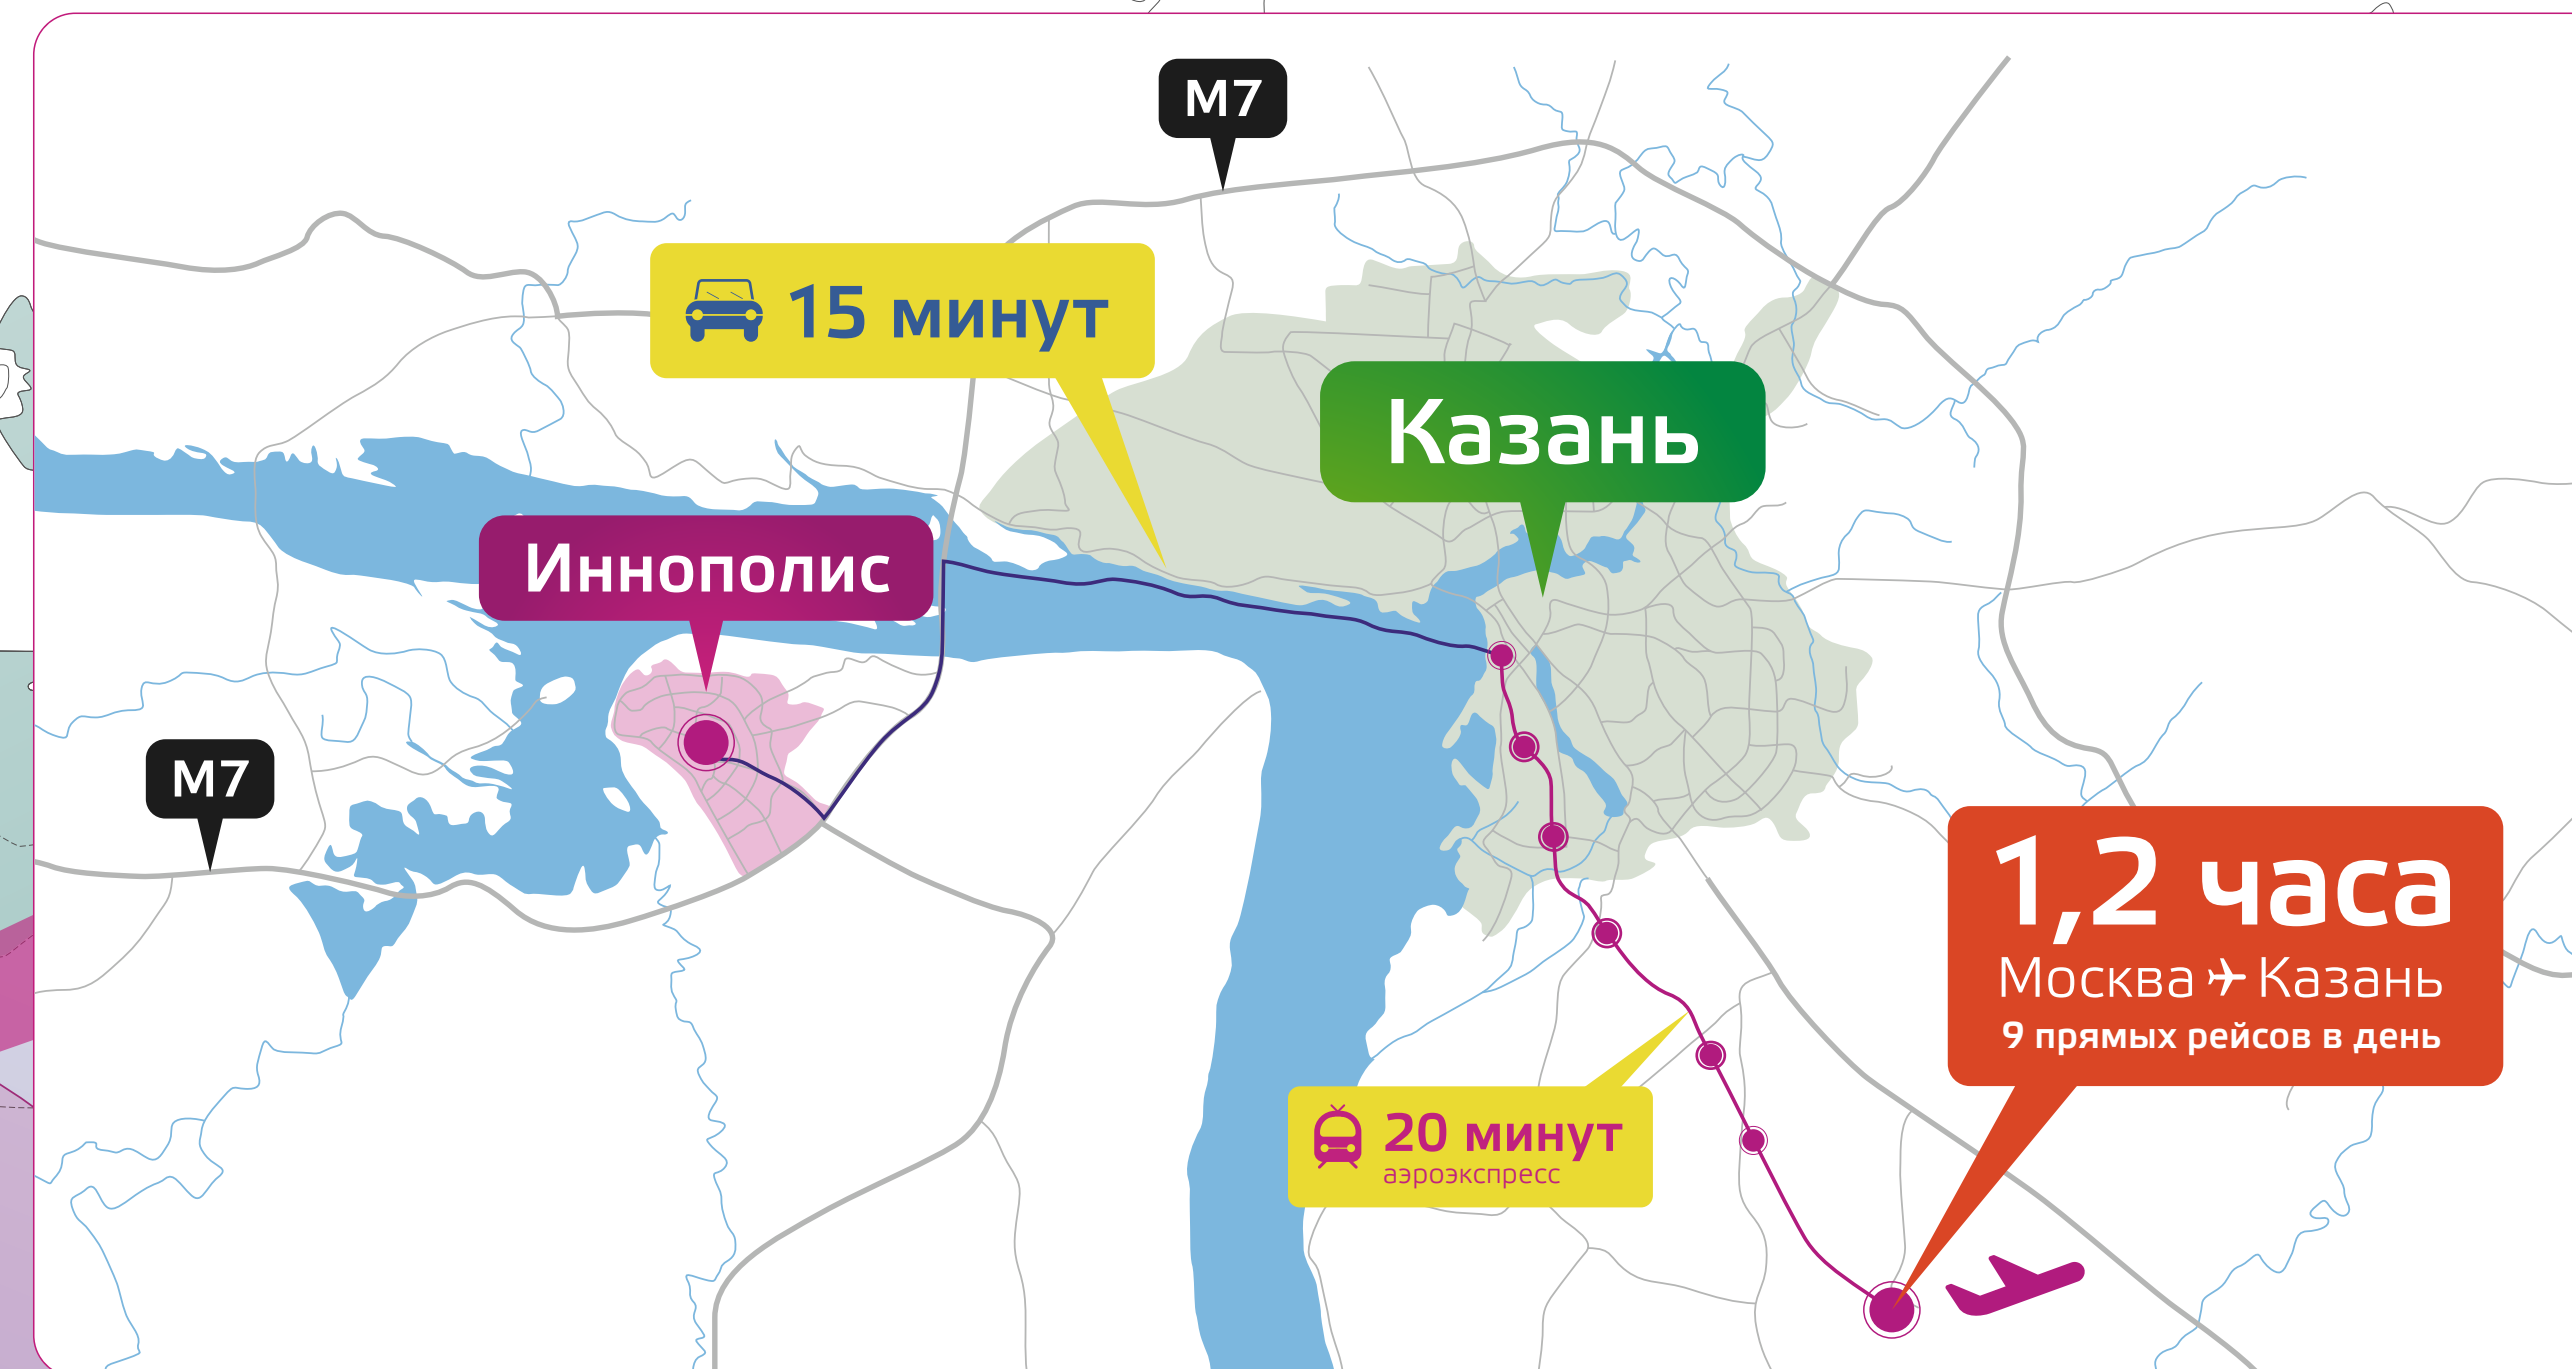 М7
15 минут
Казань
Иннополис
М7
1,2 часа
Москва Казань
9 прямых рейсов в день
20 минут
аэроэкспресс